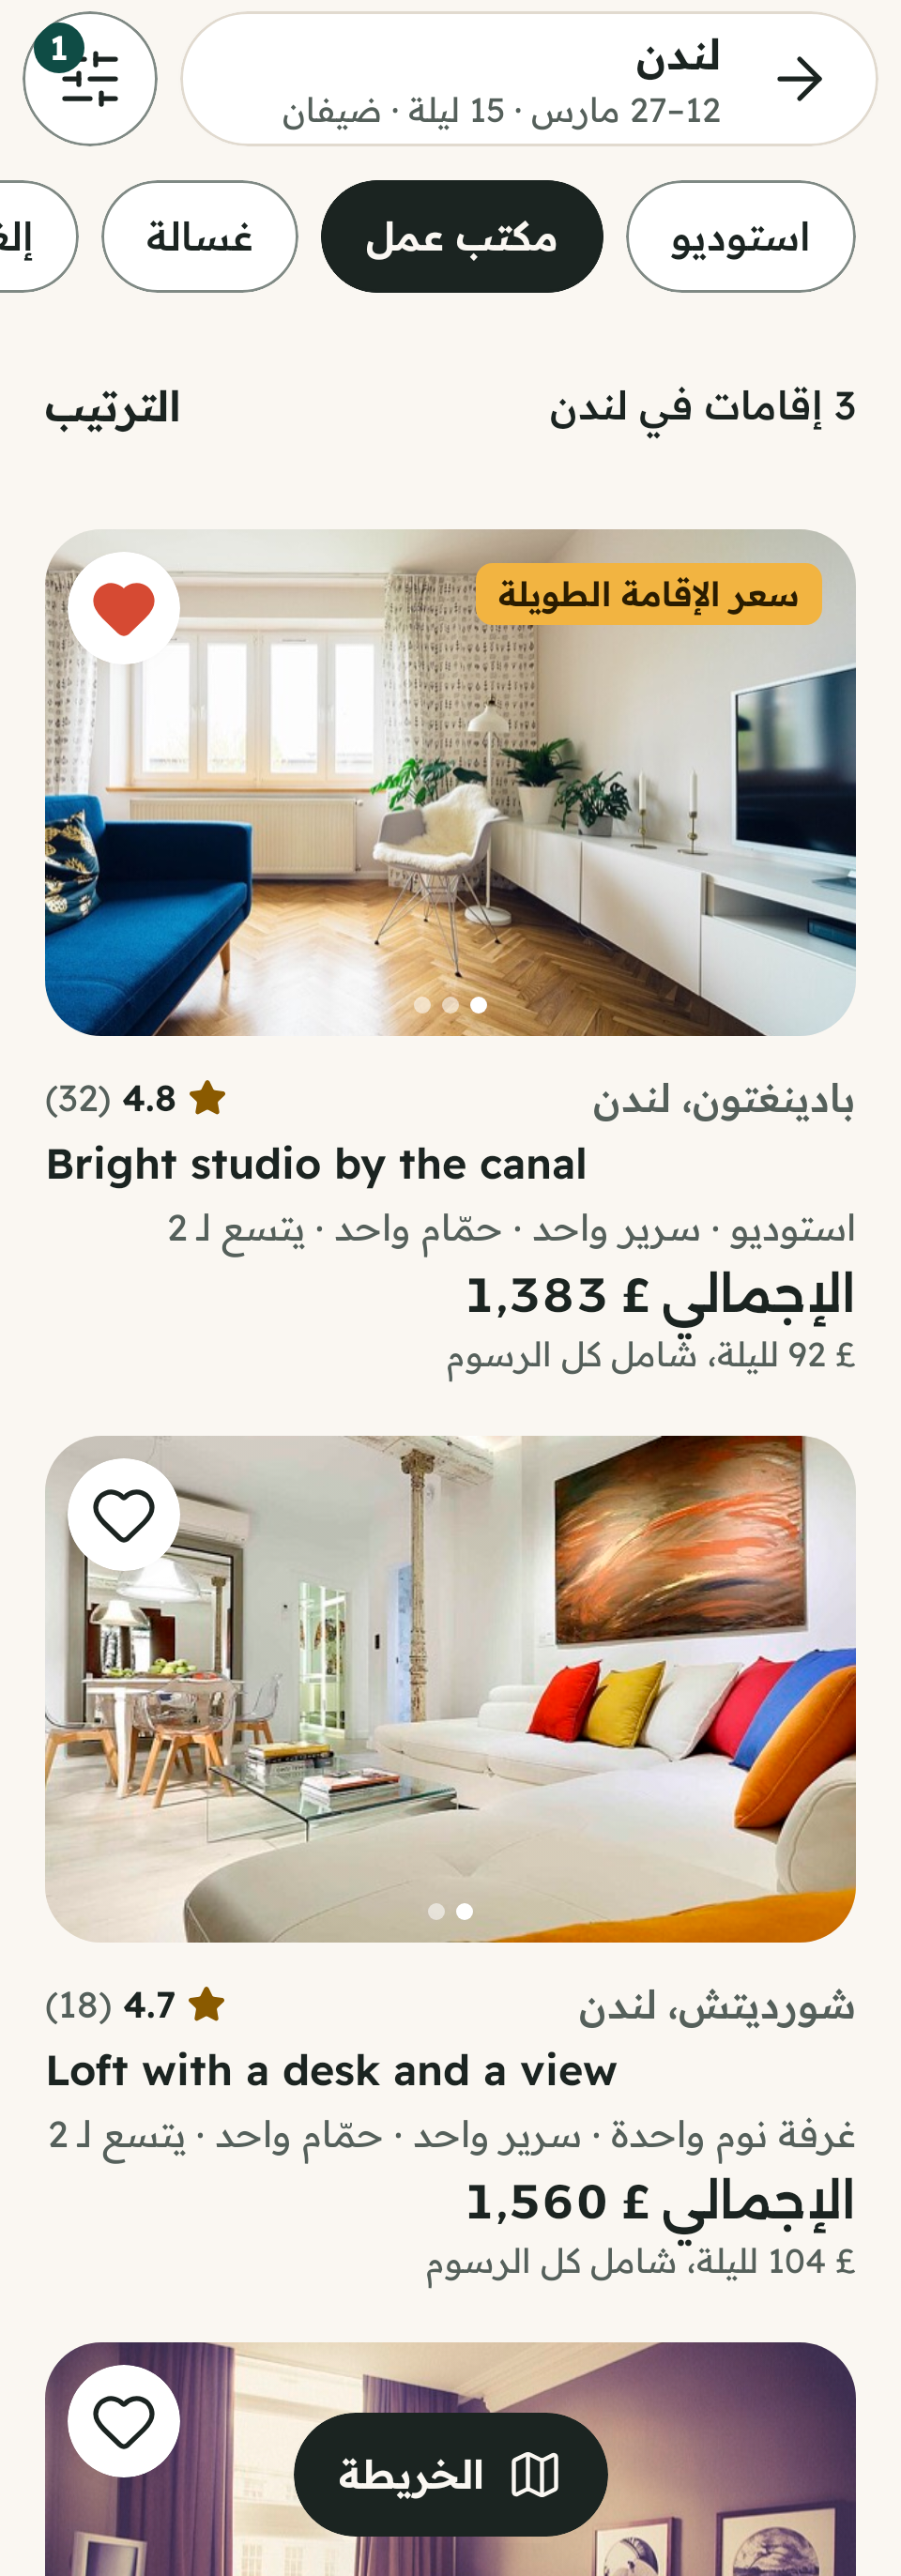 لندن
12–27 مارس · 15 ليلة · ضيفان
1
استوديو
مكتب عمل
غسالة
3 إقامات في لندن
الترتيب
سعر الإقامة الطويلة
بادينغتون، لندن
4.8 (32)
Bright studio by the canal
استوديو · سرير واحد · حمّام واحد · يتسع لـ 2
الإجمالي £ 1,383
£ 92 لليلة، شامل كل الرسوم
شورديتش، لندن
4.7 (18)
Loft with a desk and a view
غرفة نوم واحدة · سرير واحد · حمّام واحد · يتسع لـ 2
الإجمالي £ 1,560
£ 104 لليلة، شامل كل الرسوم
الخريطة